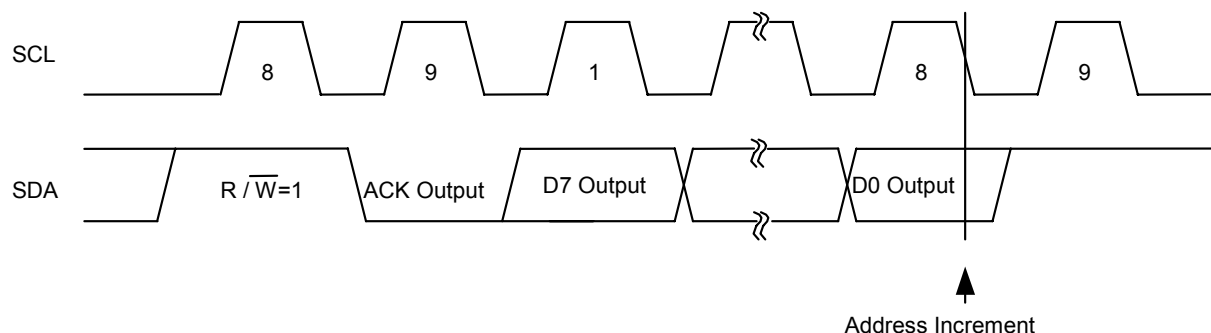 SCL
8
9
1
8
9
SDA
R / W=1
ACK Output
D7 Output
D0 Output
Address Increment